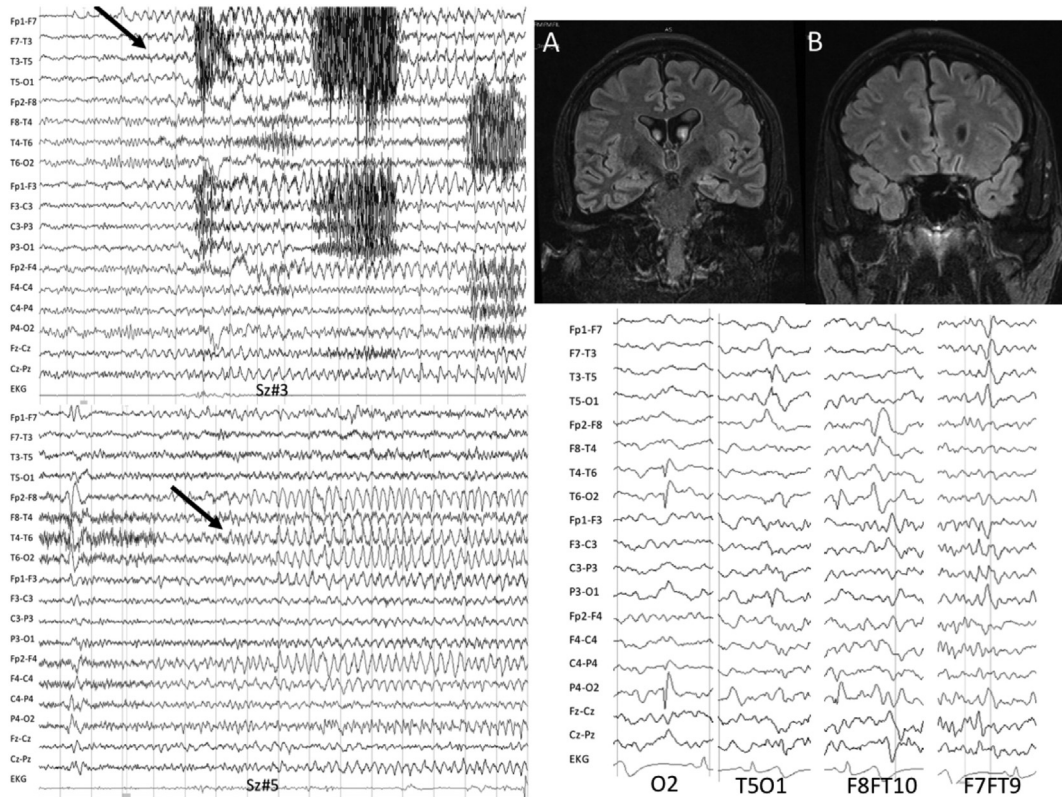 Fp1-F7
F7-T3
T3-T5
T5-O1
Fp2-F8
F8-T4
T4-T6
T6-O2
Fp1-F3
F3-C3
C3-P3
P3-O1
Fp2-F4
F4-C4
C4-P4
P4-O2
Fz-Cz
Cz-Pz
EKG
Sz#3
Fp1-F7
F7-T3
T3-T5
T5-O1
Fp2-F8
F8-T4
T4-T6
T6-O2
Fp1-F3
F3-C3
C3-P3
P3-O1
Fp2-F4
F4-C4
C4-P4
P4-O2
Fz-Cz
Cz-Pz
EKG
Sz#5
A
B
Fp1-F7
F7-T3
T3-T5
T5-O1
Fp2-F8
F8-T4
T4-T6
T6-O2
Fp1-F3
F3-C3
C3-P3
P3-O1
Fp2-F4
F4-C4
C4-P4
P4-O2
Fz-Cz
Cz-Pz
EKG
O2
T5O1
F8FT10
F7FT9